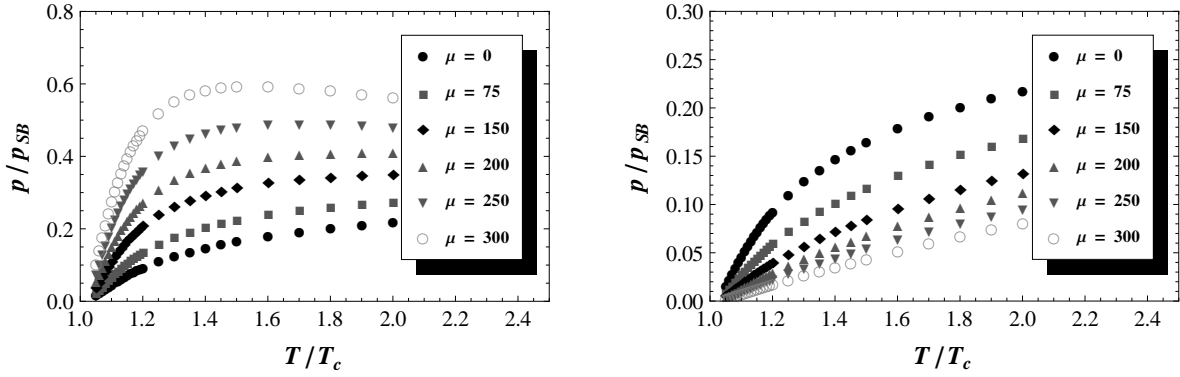 0.8
0.6
0.4
0.2
0.0
p / p_SB
1.0 1.2 1.4 1.6 1.8 2.0 2.2 2.4
T / T_c
μ = 0
μ = 75
μ = 150
μ = 200
μ = 250
μ = 300
0.30
0.25
0.20
0.15
0.10
0.05
0.00
p / p_SB
1.0 1.2 1.4 1.6 1.8 2.0 2.2 2.4
T / T_c
μ = 0
μ = 75
μ = 150
μ = 200
μ = 250
μ = 300